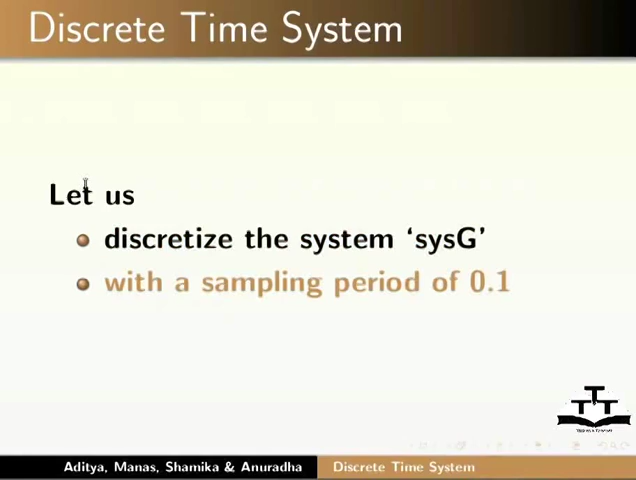 Discrete Time System
Let us
discretize the system ‘sysG’
with a sampling period of 0.1
TTT
Aditya, Manas, Shamika & Anuradha Discrete Time System